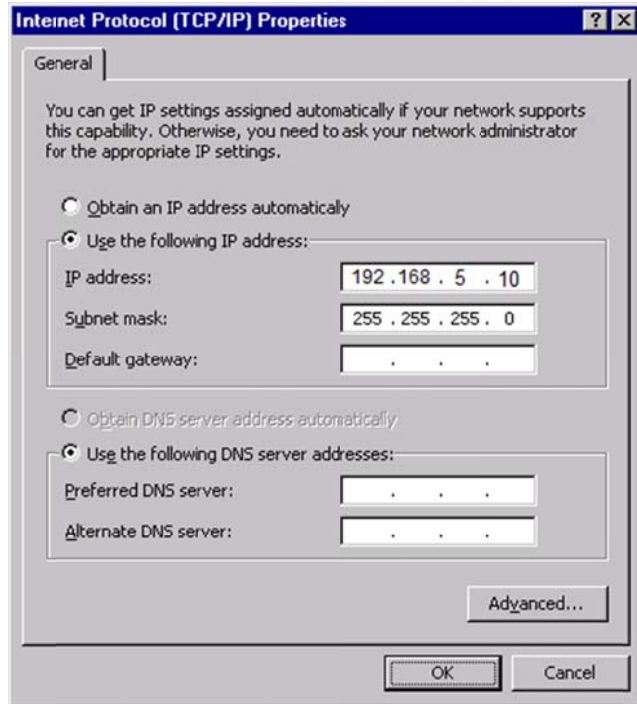 Internet Protocol (TCP/IP) Properties
General
You can get IP settings assigned automatically if your network supports
this capability. Otherwise, you need to ask your network administrator
for the appropriate IP settings.
Obtain an IP address automatically
Use the following IP address:
IP address: 192 . 168 . 5 . 10
Subnet mask: 255 . 255 . 255 . 0
Default gateway: . . .
Obtain DNS server address automatically
Use the following DNS server addresses:
Preferred DNS server: . . .
Alternate DNS server: . . .
Advanced...
OK Cancel